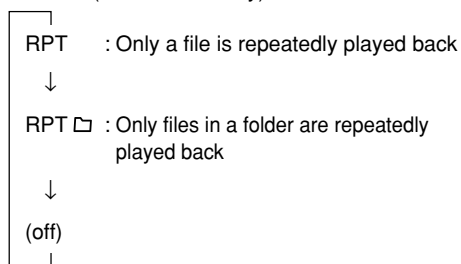 RPT : Only a file is repeatedly played back
↓
RPT : Only files in a folder are repeatedly
played back
↓
(off)